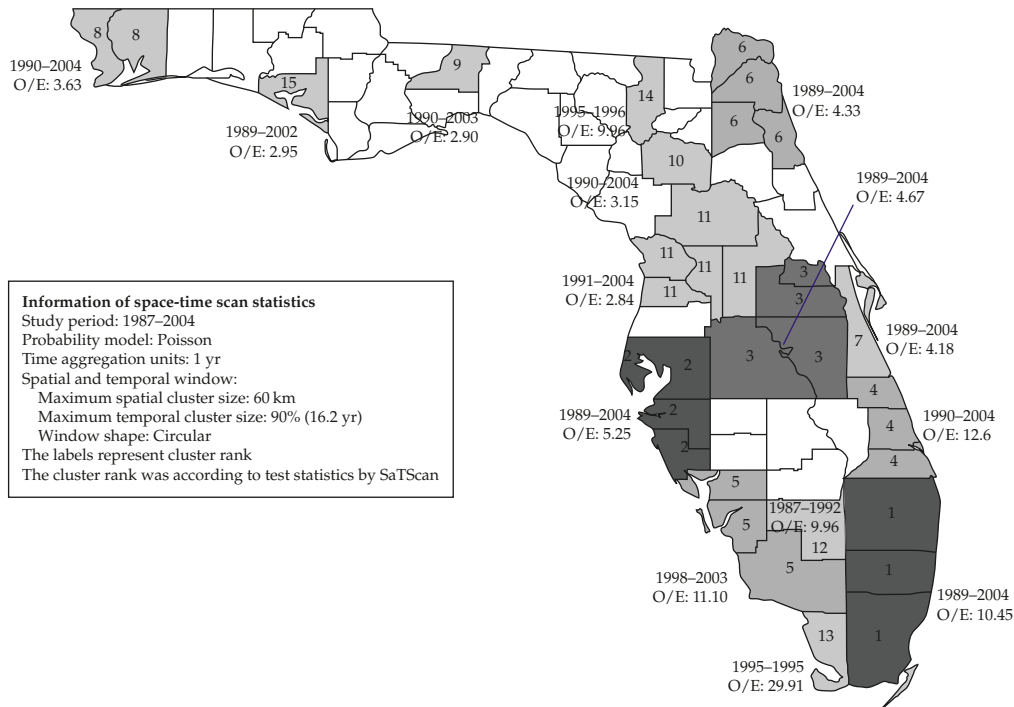 8
8
1990–2004
O/E: 3.63
15
1989–2002
O/E: 2.95
9
1990–2003
O/E: 2.90
14
1995–1996
O/E: 9.96
6
6
6
6
1989–2004
O/E: 4.33
10
1990–2004
O/E: 3.15
1989–2004
O/E: 4.67
11
11
11
11
11
1991–2004
O/E: 2.84
3
3
3
3
7
1989–2004
O/E: 4.18
Information of space-time scan statistics
Study period: 1987–2004
Probability model: Poisson
Time aggregation units: 1 yr
Spatial and temporal window:
Maximum spatial cluster size: 60 km
Maximum temporal cluster size: 90% (16.2 yr)
Window shape: Circular
The labels represent cluster rank
The cluster rank was according to test statistics by SaTScan
2
2
2
2
1989–2004
O/E: 5.25
4
4
4
1990–2004
O/E: 12.6
5
5
5
1998–2003
O/E: 11.10
1987–1992
O/E: 9.96
12
1
1
1
1989–2004
O/E: 10.45
13
1995–1995
O/E: 29.91